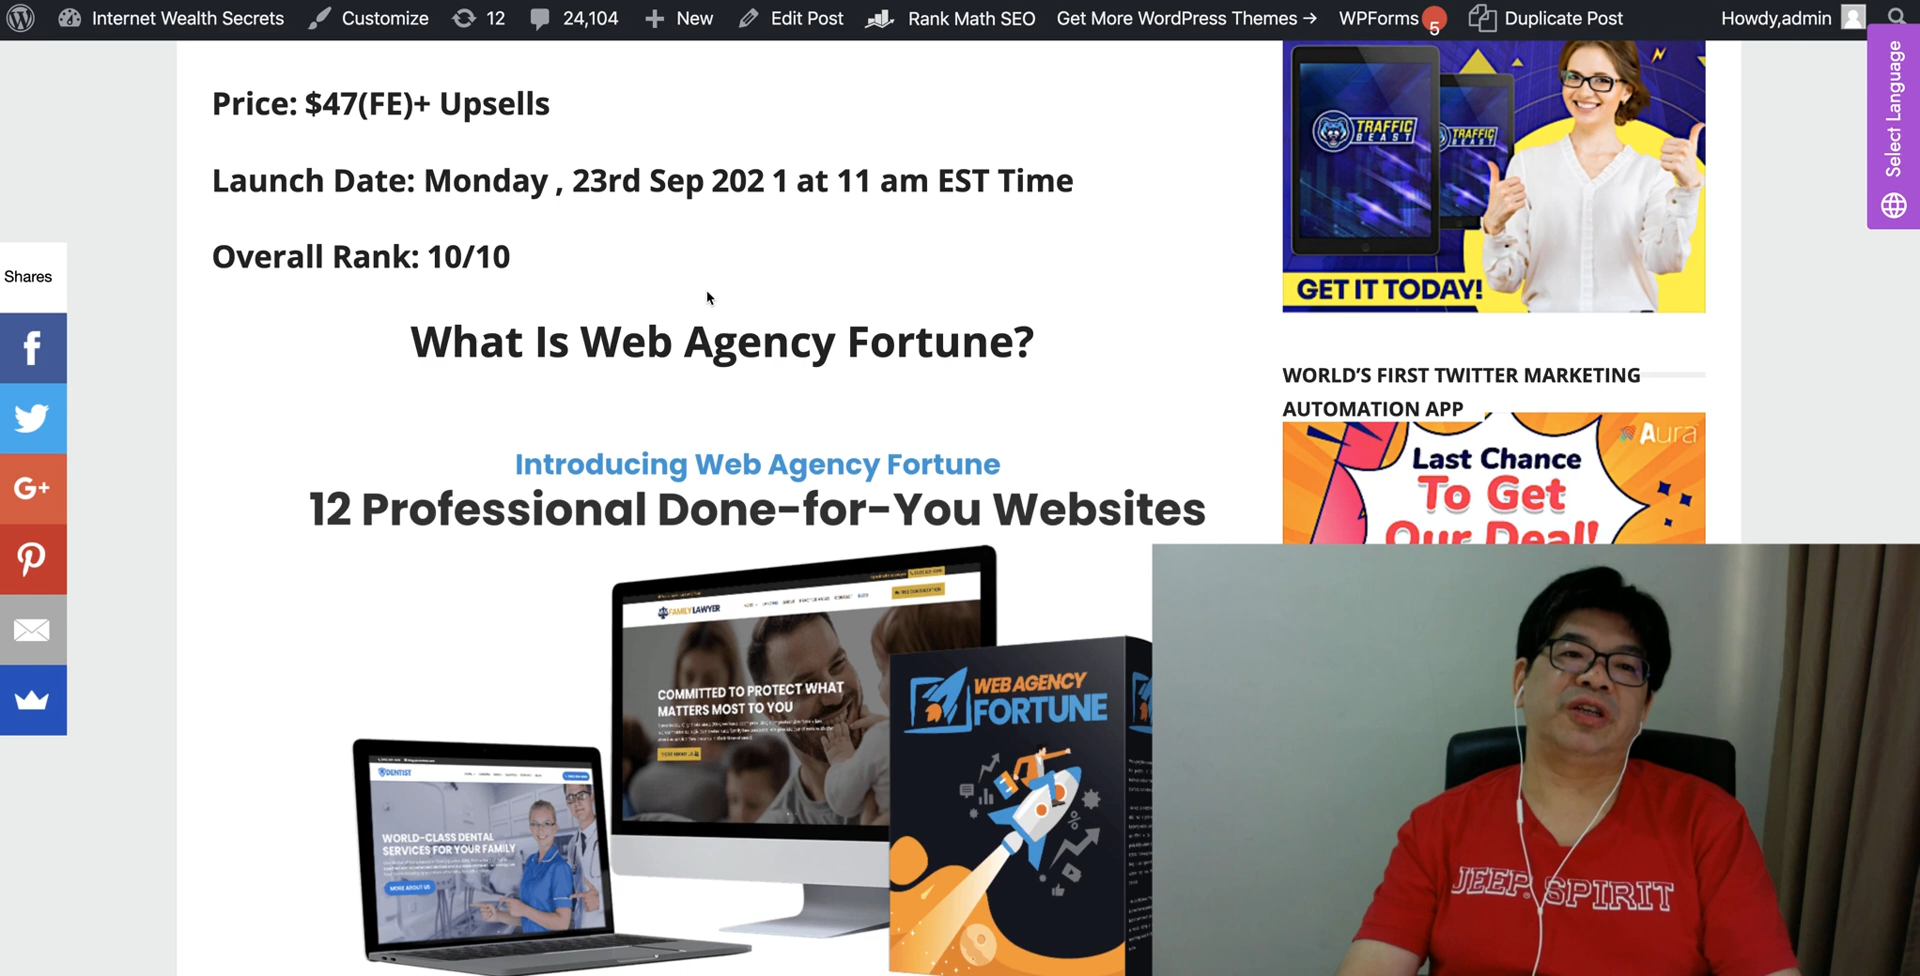 Internet Wealth Secrets Customize 12 24,104 New Edit Post Rank Math SEO Get More WordPress Themes → WPForms 5 Duplicate Post Howdy,admin
Select Language
Price: $47(FE)+ Upsells
Launch Date: Monday , 23rd Sep 202 1 at 11 am EST Time
Overall Rank: 10/10
Shares
What Is Web Agency Fortune?
Introducing Web Agency Fortune
12 Professional Done-for-You Websites
FAMILY LAWYER
COMMITTED TO PROTECT WHAT
MATTERS MOST TO YOU
DENTIST
WORLD-CLASS DENTAL
SERVICES FOR YOUR FAMILY
MORE ABOUT US
WEB AGENCY
FORTUNE
TRAFFIC
BEAST
TRAFFIC
BEAST
GET IT TODAY!
WORLD'S FIRST TWITTER MARKETING
AUTOMATION APP
Aura
Last Chance
To Get
Our Deal!
JEEP SPIRIT